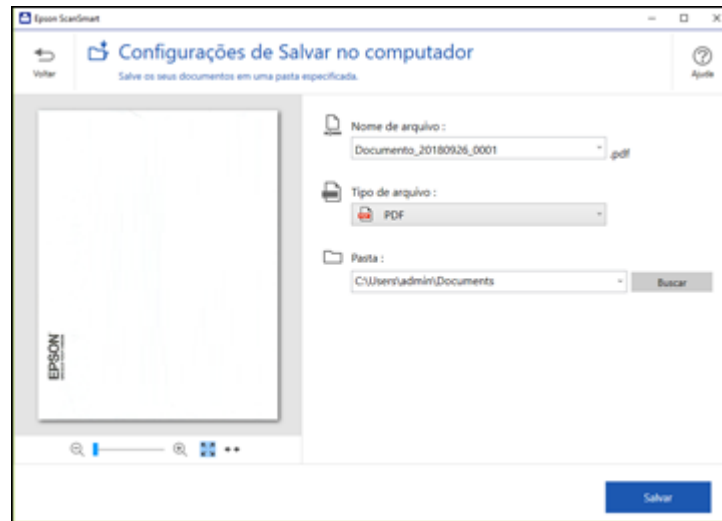 Epson ScanSmart
Voltar
Configurações de Salvar no computador
Salve os seus documentos em uma pasta especificada.
Ajuda
Nome de arquivo :
Documento_20180926_0001
.pdf
Tipo de arquivo :
PDF
Pasta :
C:\Users\admin\Documents
Buscar
EPSON
Salvar